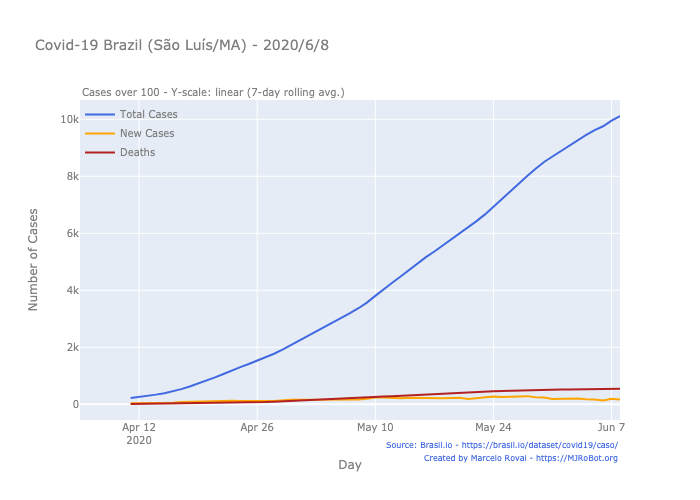 Covid-19 Brazil (São Luís/MA) - 2020/6/8
Cases over 100 - Y-scale: linear (7-day rolling avg.)
Total Cases
New Cases
Deaths
10k
8k
6k
4k
2k
0
Number of Cases
Apr 12
2020
Apr 26
May 10
May 24
Jun 7
Day
Source: Brasil.io - https://brasil.io/dataset/covid19/caso/
Created by Marcelo Rovai - https://MJRoBot.org